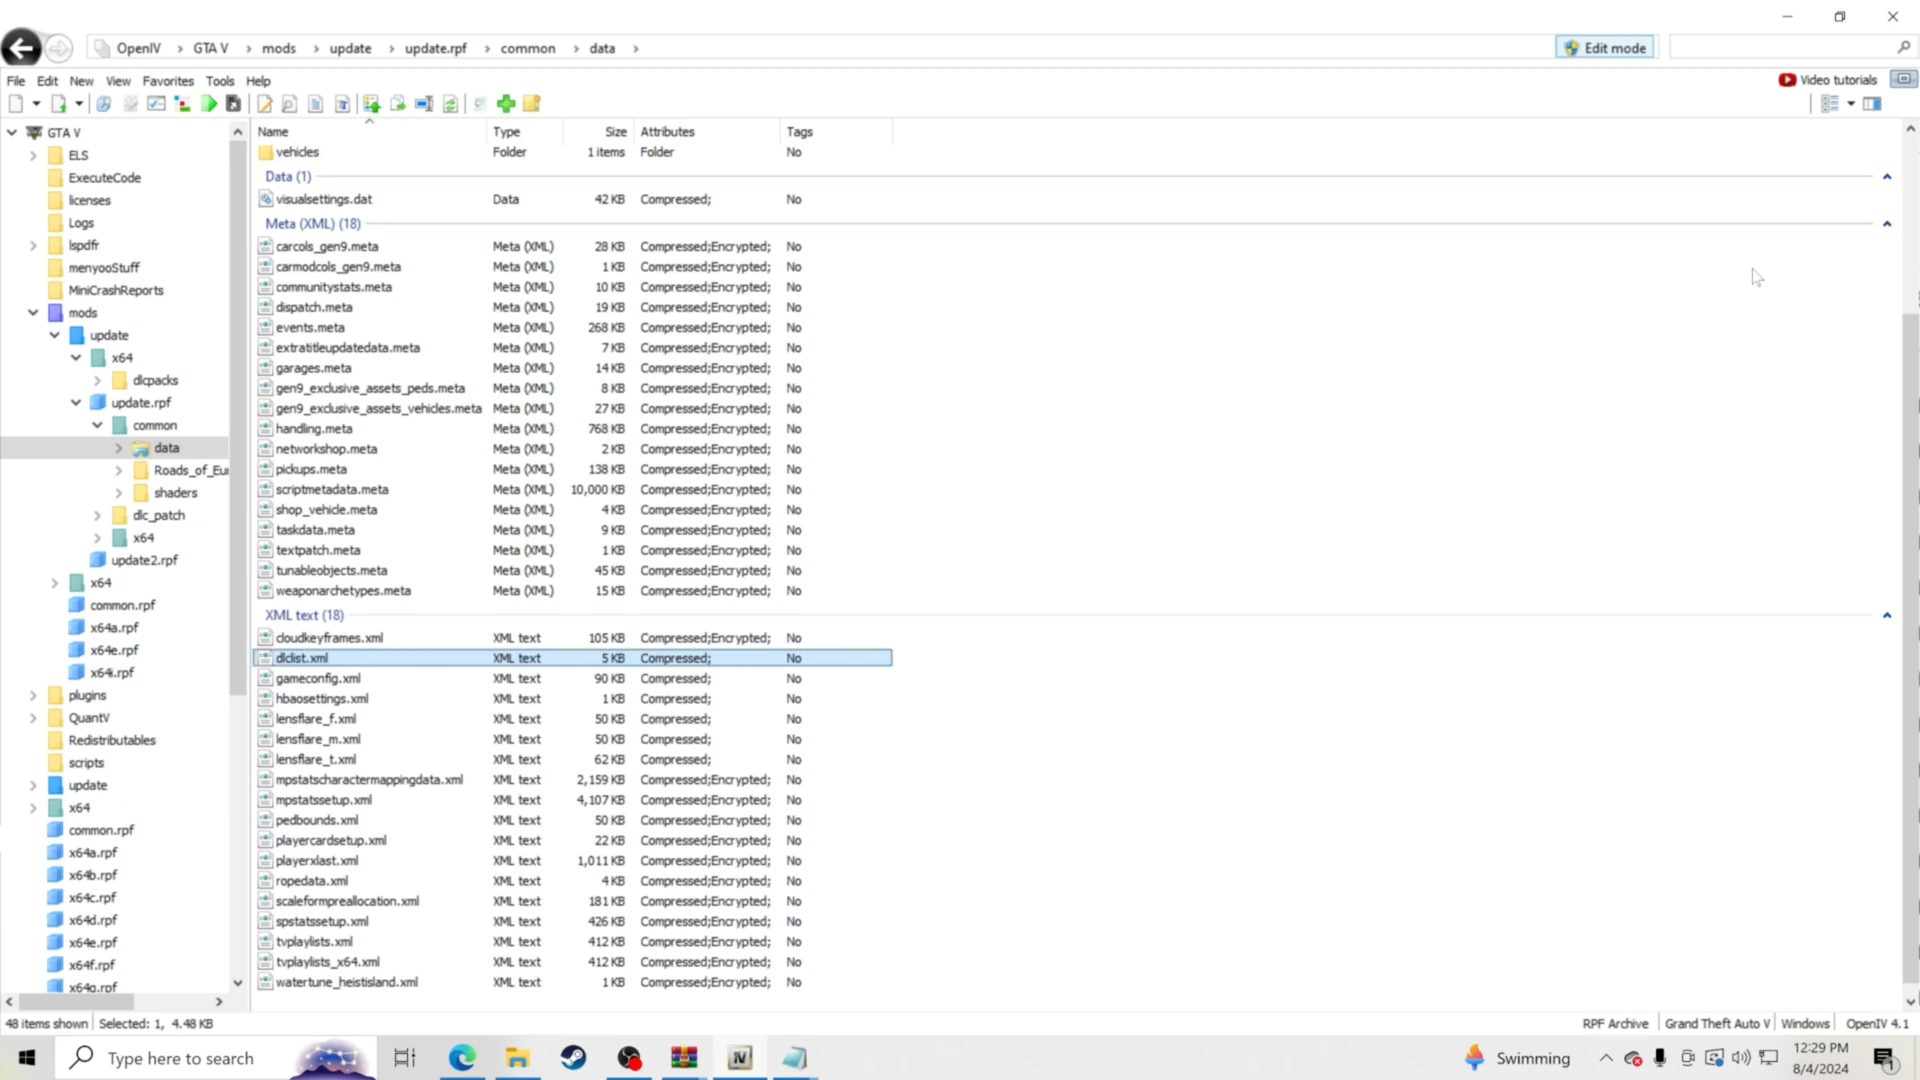 OpenIV > GTA V > mods > update > update.rpf > common > data >
Edit mode
File Edit New View Favorites Tools Help
Video tutorials
GTA V
ELS
ExecuteCode
licenses
Logs
lspdfr
menyooStuff
MiniCrashReports
mods
update
x64
dlcpacks
update.rpf
common
data
Roads_of_Eur
shaders
dlc_patch
x64
update2.rpf
x64
common.rpf
x64a.rpf
x64e.rpf
x64i.rpf
plugins
QuantV
Redistributables
scripts
update
x64
common.rpf
x64a.rpf
x64b.rpf
x64c.rpf
x64d.rpf
x64e.rpf
x64f.rpf
x64g.rpf
Name Type Size Attributes Tags
vehicles Folder 1 items Folder No
Data (1)
visualsettings.dat Data 42 KB Compressed; No
Meta (XML) (18)
carcols_gen9.meta Meta (XML) 28 KB Compressed;Encrypted; No
carmodcols_gen9.meta Meta (XML) 1 KB Compressed;Encrypted; No
communitystats.meta Meta (XML) 10 KB Compressed;Encrypted; No
dispatch.meta Meta (XML) 19 KB Compressed;Encrypted; No
events.meta Meta (XML) 268 KB Compressed;Encrypted; No
extratitleupdatedata.meta Meta (XML) 7 KB Compressed;Encrypted; No
garages.meta Meta (XML) 14 KB Compressed;Encrypted; No
gen9_exclusive_assets_peds.meta Meta (XML) 8 KB Compressed;Encrypted; No
gen9_exclusive_assets_vehicles.meta Meta (XML) 27 KB Compressed;Encrypted; No
handling.meta Meta (XML) 768 KB Compressed;Encrypted; No
networkshop.meta Meta (XML) 2 KB Compressed;Encrypted; No
pickups.meta Meta (XML) 138 KB Compressed;Encrypted; No
scriptmetadata.meta Meta (XML) 10,000 KB Compressed;Encrypted; No
shop_vehicle.meta Meta (XML) 4 KB Compressed;Encrypted; No
taskdata.meta Meta (XML) 9 KB Compressed;Encrypted; No
textpatch.meta Meta (XML) 1 KB Compressed;Encrypted; No
tunableobjects.meta Meta (XML) 45 KB Compressed;Encrypted; No
weaponarchetypes.meta Meta (XML) 15 KB Compressed;Encrypted; No
XML text (18)
cloudkeyframes.xml XML text 105 KB Compressed;Encrypted; No
dlclist.xml XML text 5 KB Compressed; No
gameconfig.xml XML text 90 KB Compressed; No
hbaosettings.xml XML text 1 KB Compressed; No
lensflare_f.xml XML text 50 KB Compressed; No
lensflare_m.xml XML text 50 KB Compressed; No
lensflare_t.xml XML text 62 KB Compressed; No
mpstatscharactermappingdata.xml XML text 2,159 KB Compressed;Encrypted; No
mpstatssetup.xml XML text 4,107 KB Compressed;Encrypted; No
pedbounds.xml XML text 50 KB Compressed;Encrypted; No
playercardsetup.xml XML text 22 KB Compressed;Encrypted; No
playerxlast.xml XML text 1,011 KB Compressed;Encrypted; No
ropedata.xml XML text 4 KB Compressed;Encrypted; No
scaleformpreallocation.xml XML text 181 KB Compressed;Encrypted; No
spstatssetup.xml XML text 426 KB Compressed;Encrypted; No
tvplaylists.xml XML text 412 KB Compressed;Encrypted; No
tvplaylists_x64.xml XML text 412 KB Compressed;Encrypted; No
watertune_heistisland.xml XML text 1 KB Compressed;Encrypted; No
48 items shown Selected: 1, 4.48 KB
RPF Archive Grand Theft Auto V Windows OpenIV 4.1
Type here to search
Swimming
12:29 PM
8/4/2024
1